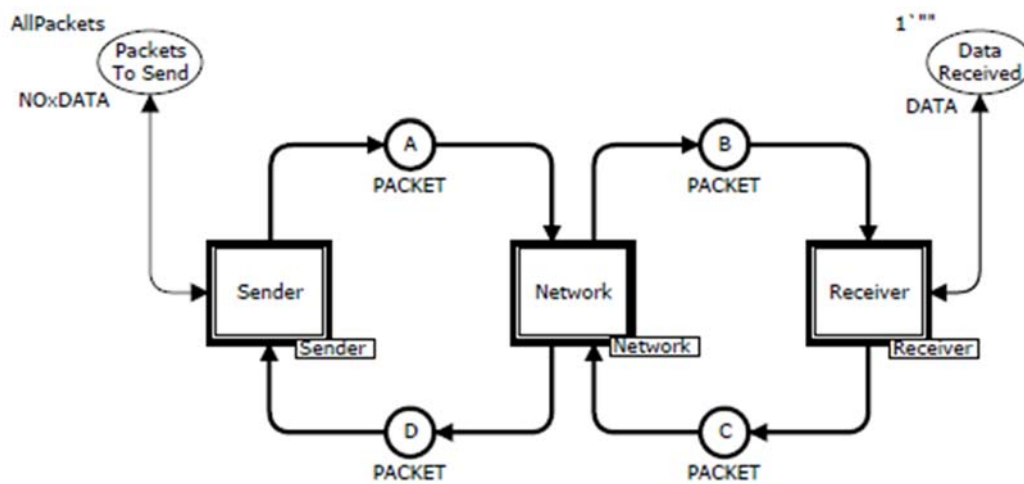 AllPackets
Packets
To Send
NOxDATA
1`""
Data
Received
DATA
A
PACKET
B
PACKET
Sender
Sender
Network
Network
Receiver
Receiver
D
PACKET
C
PACKET